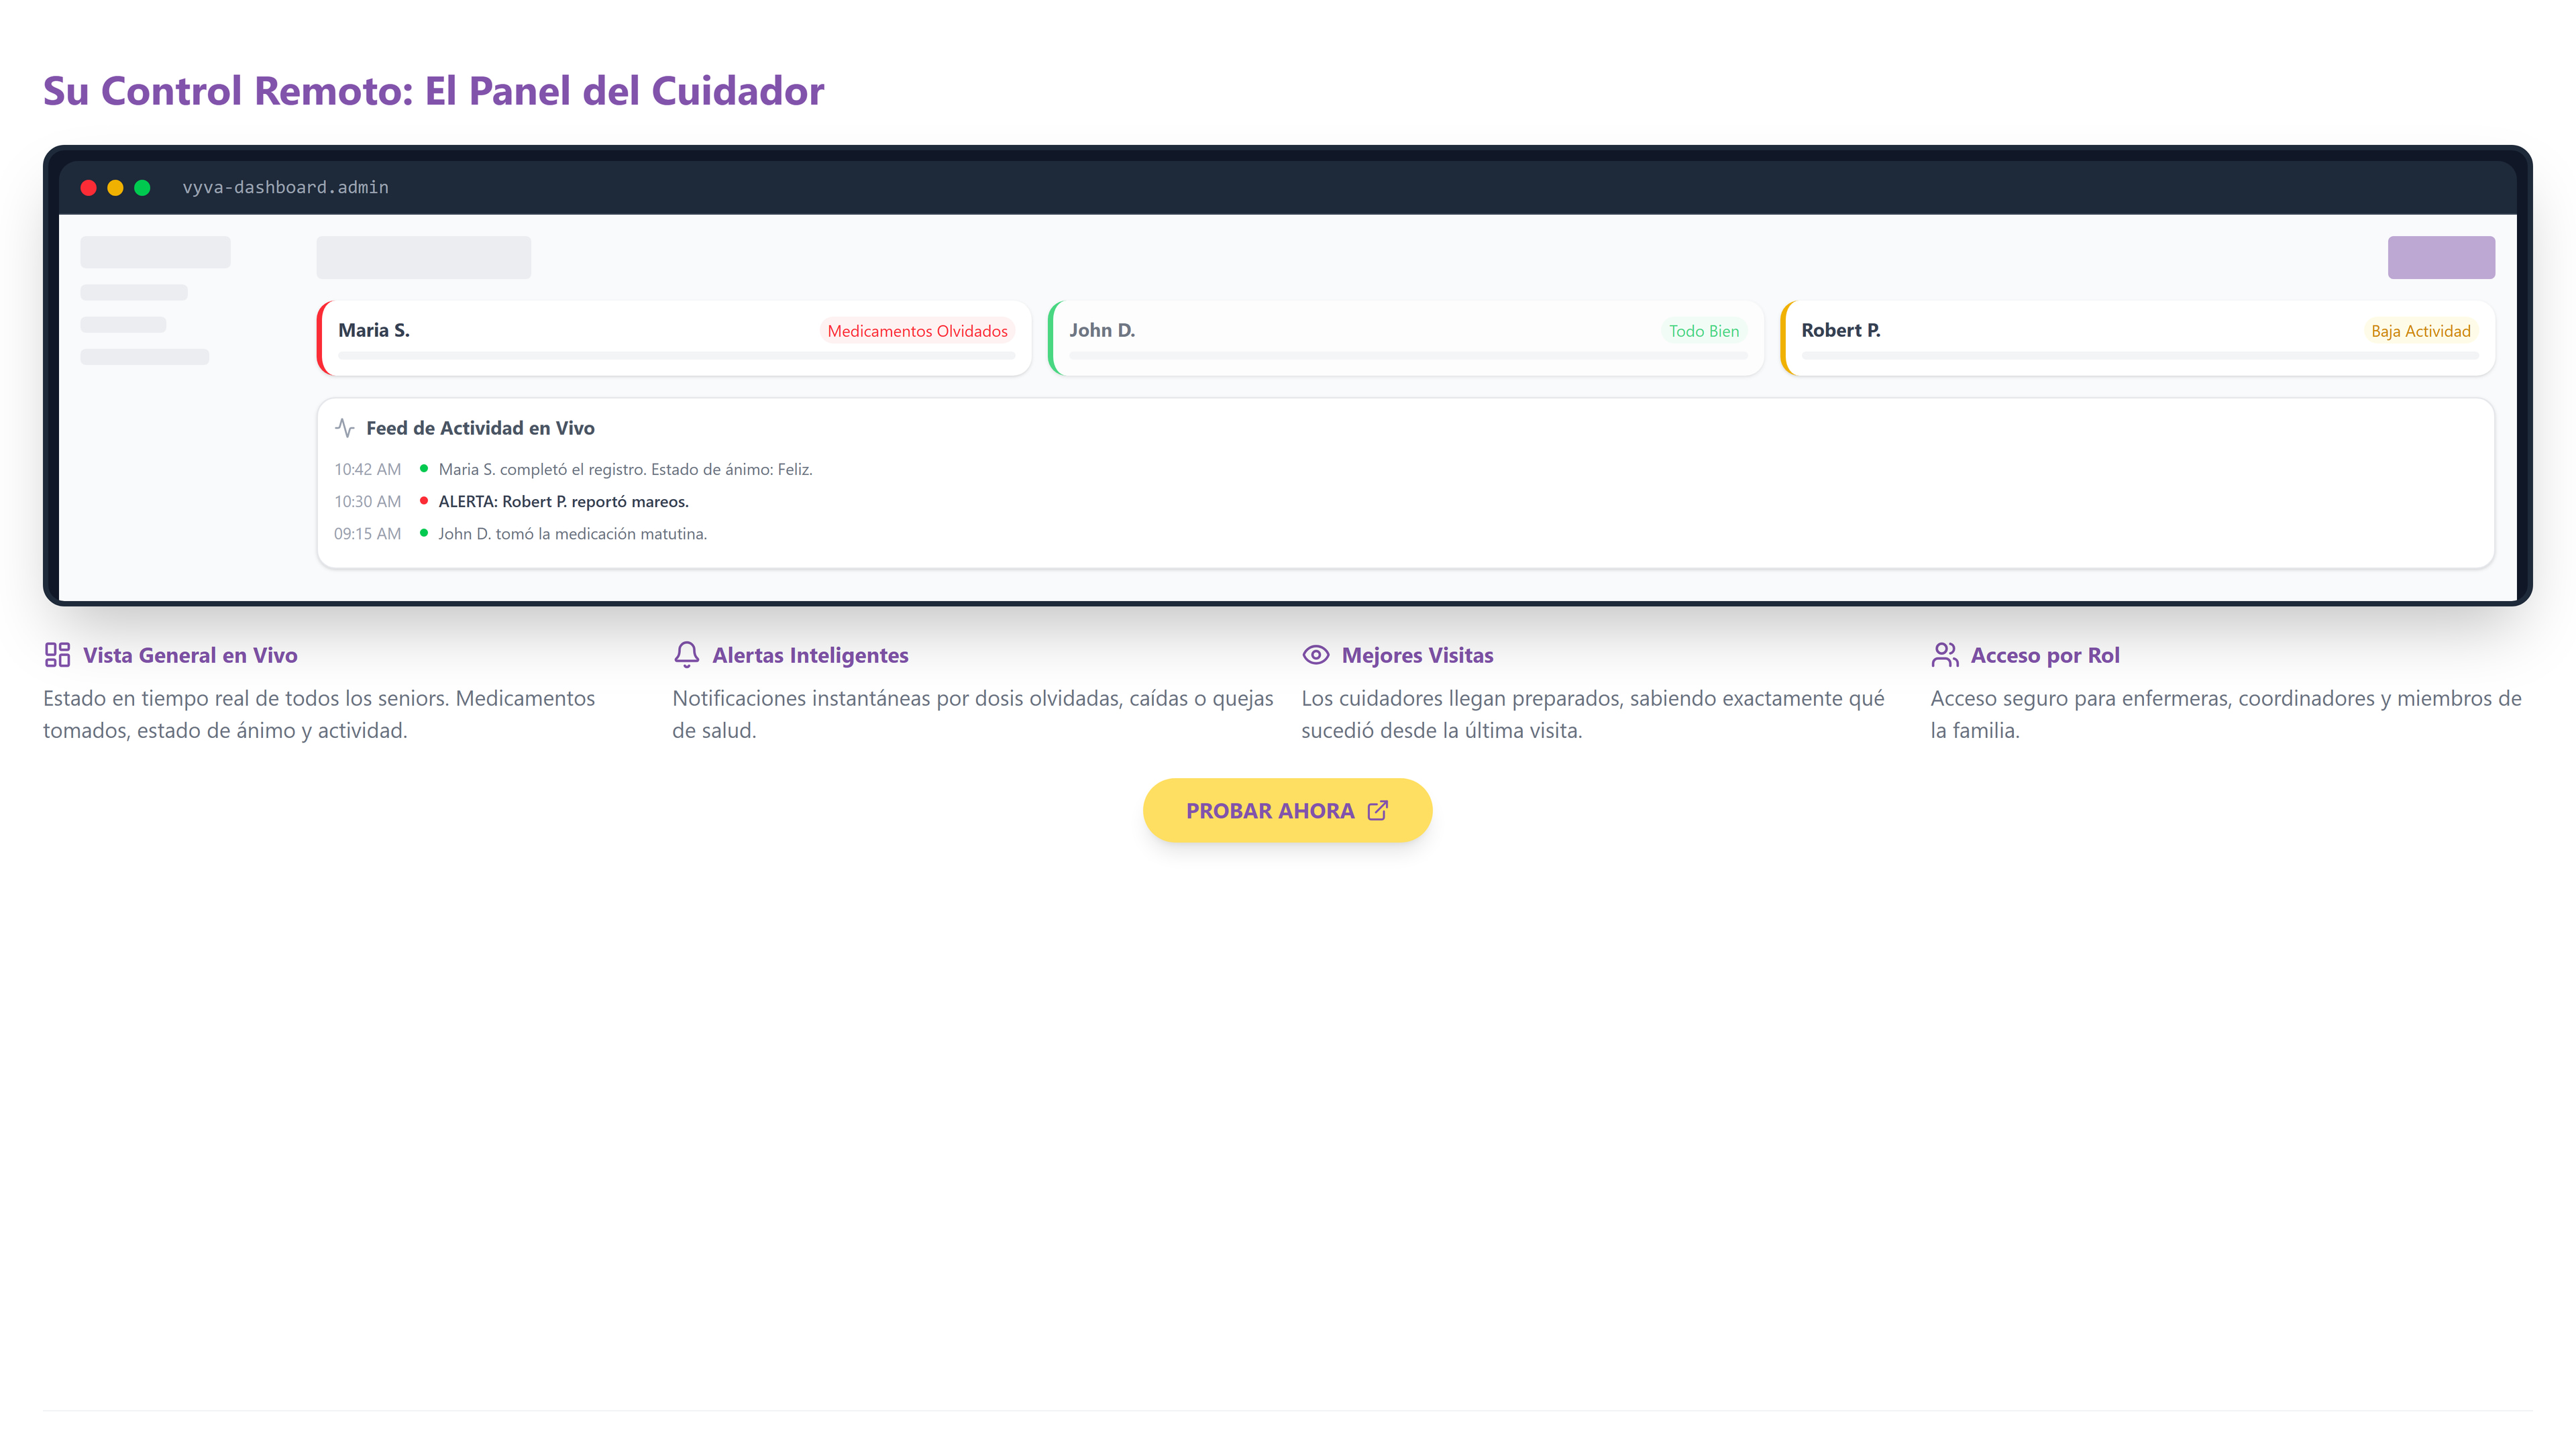 Su Control Remoto: El Panel del Cuidador
vyva-dashboard.admin
Maria S.
Medicamentos Olvidados
John D.
Todo Bien
Robert P.
Baja Actividad
Feed de Actividad en Vivo
10:42 AM Maria S. completó el registro. Estado de ánimo: Feliz.
10:30 AM ALERTA: Robert P. reportó mareos.
09:15 AM John D. tomó la medicación matutina.
Vista General en Vivo
Estado en tiempo real de todos los seniors. Medicamentos
tomados, estado de ánimo y actividad.
Alertas Inteligentes
Notificaciones instantáneas por dosis olvidadas, caídas o quejas
de salud.
Mejores Visitas
Los cuidadores llegan preparados, sabiendo exactamente qué
sucedió desde la última visita.
Acceso por Rol
Acceso seguro para enfermeras, coordinadores y miembros de
la familia.
PROBAR AHORA